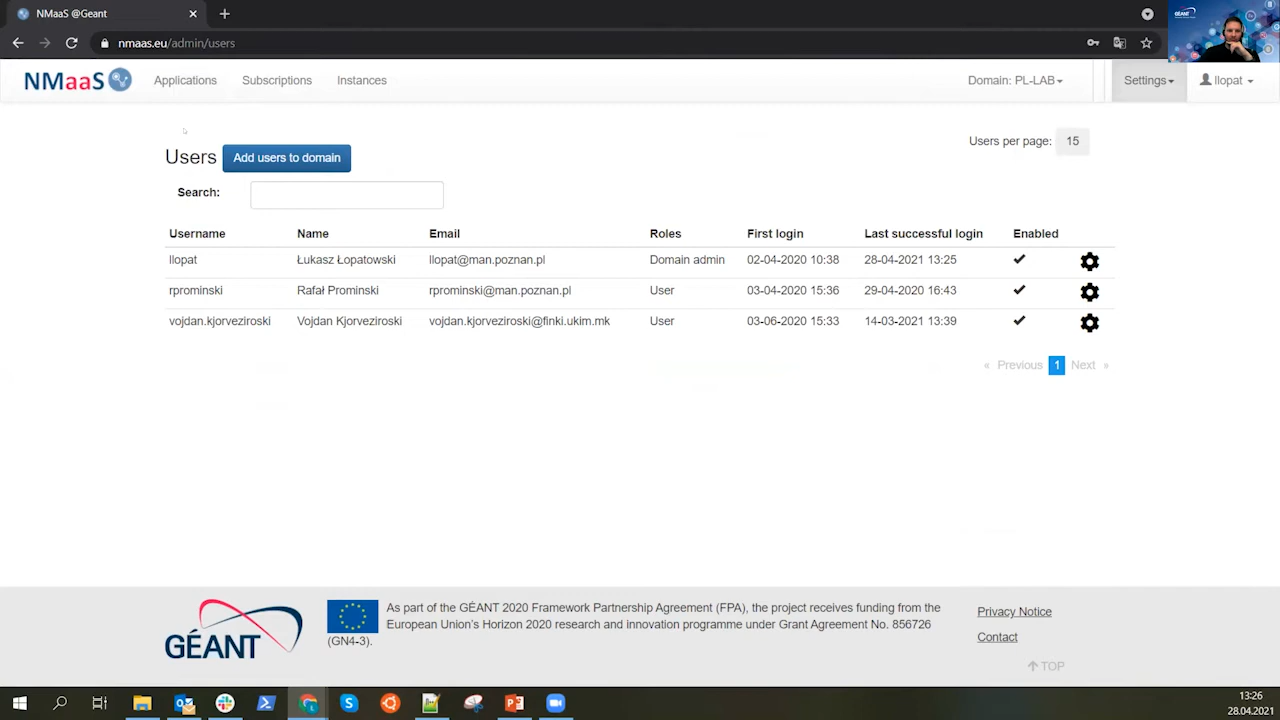 NMaaS @Geant
nmaas.eu/admin/users
GÉANT
NMaaS
Applications
Subscriptions
Instances
Domain: PL-LAB
Settings
llopat
Users
Add users to domain
Users per page: 15
Search:
Username Name Email Roles First login Last successful login Enabled
llopat Łukasz Łopatowski llopat@man.poznan.pl Domain admin 02-04-2020 10:38 28-04-2021 13:25
rprominski Rafał Prominski rprominski@man.poznan.pl User 03-04-2020 15:36 29-04-2020 16:43
vojdan.kjorveziroski Vojdan Kjorveziroski vojdan.kjorveziroski@finki.ukim.mk User 03-06-2020 15:33 14-03-2021 13:39
« Previous 1 Next »
GÉANT
As part of the GÉANT 2020 Framework Partnership Agreement (FPA), the project receives funding from the
European Union's Horizon 2020 research and innovation programme under Grant Agreement No. 856726
(GN4-3).
Privacy Notice
Contact
TOP
13:26
28.04.2021